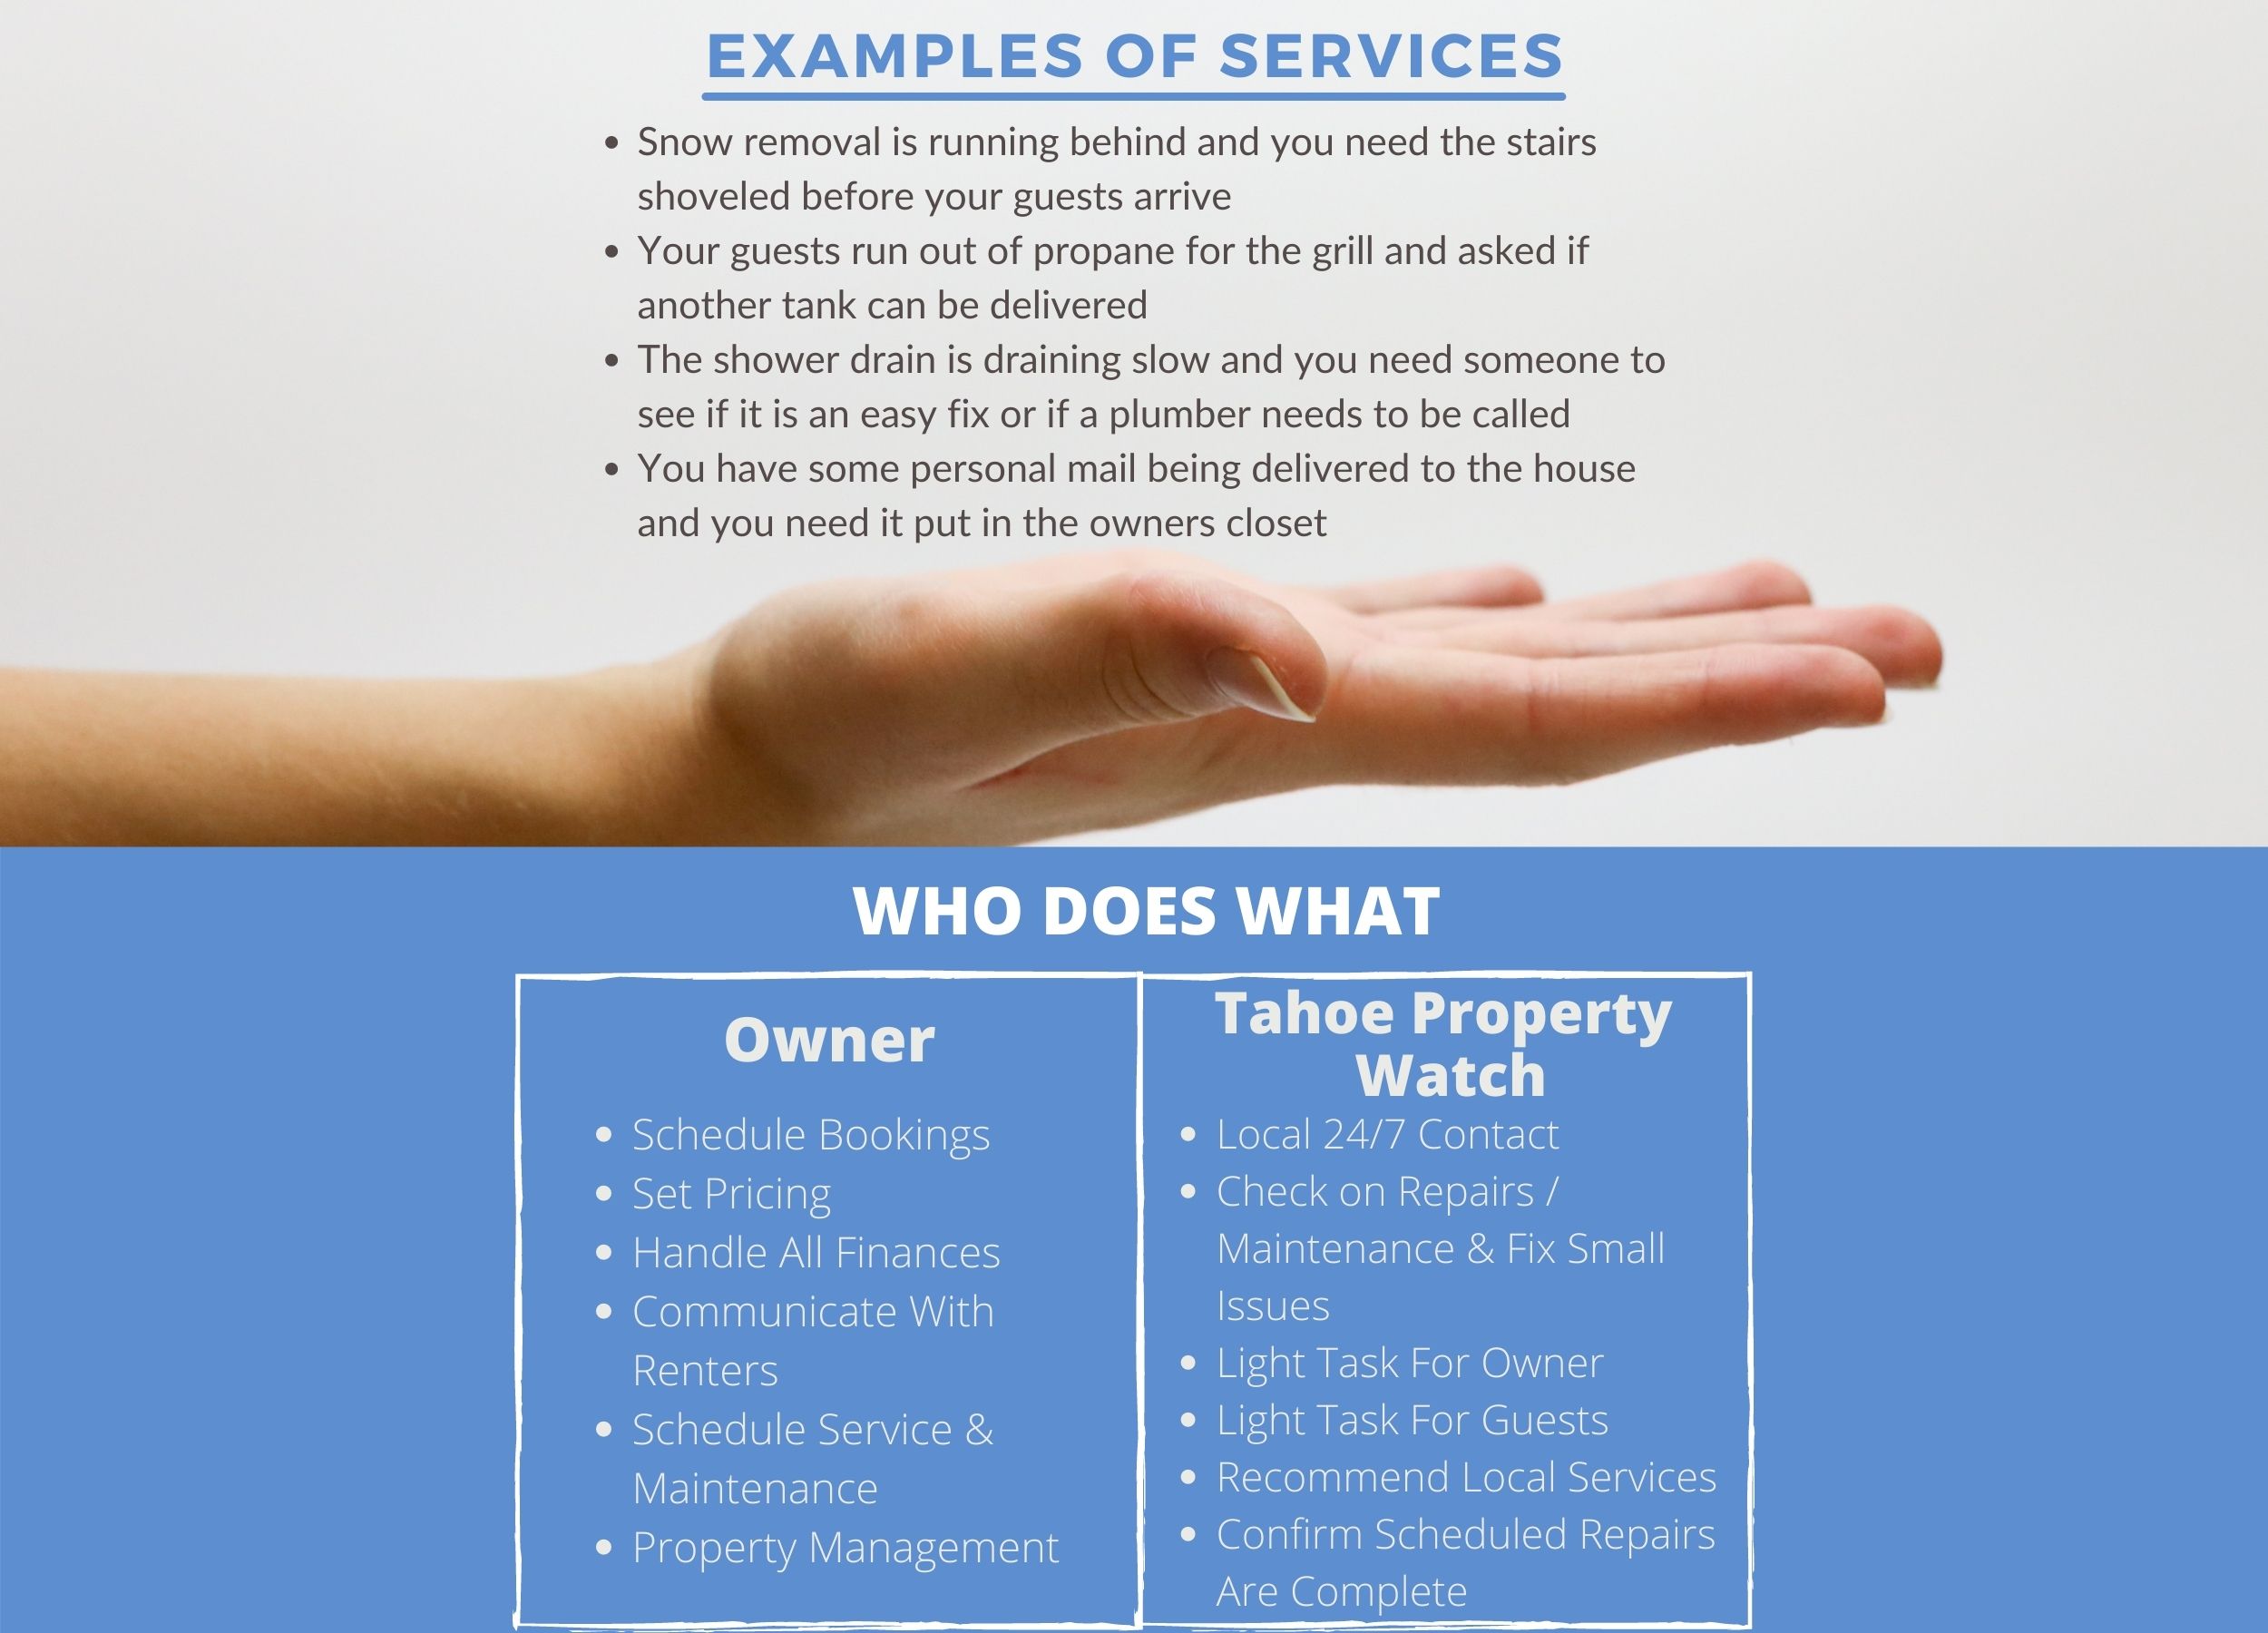 EXAMPLES OF SERVICES
• Snow removal is running behind and you need the stairs
shoveled before your guests arrive
• Your guests run out of propane for the grill and asked if
another tank can be delivered
• The shower drain is draining slow and you need someone to
see if it is an easy fix or if a plumber needs to be called
• You have some personal mail being delivered to the house
and you need it put in the owners closet
WHO DOES WHAT
Owner
• Schedule Bookings
• Set Pricing
• Handle All Finances
• Communicate With
Renters
• Schedule Service &
Maintenance
• Property Management
Tahoe Property
Watch
• Local 24/7 Contact
• Check on Repairs /
Maintenance & Fix Small
Issues
• Light Task For Owner
• Light Task For Guests
• Recommend Local Services
• Confirm Scheduled Repairs
Are Complete